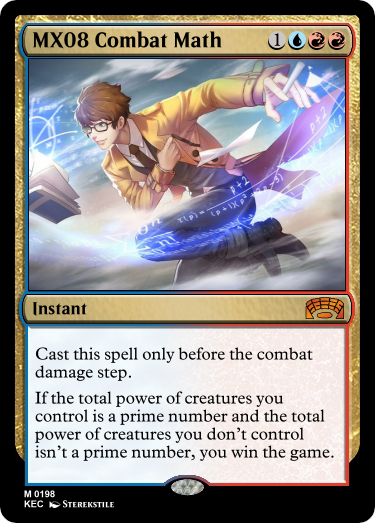 MX08 Combat Math
1
Instant
Cast this spell only before the combat
damage step.
If the total power of creatures you
control is a prime number and the total
power of creatures you don't control
isn't a prime number, you win the game.
M 0198
KEC Sterekstile